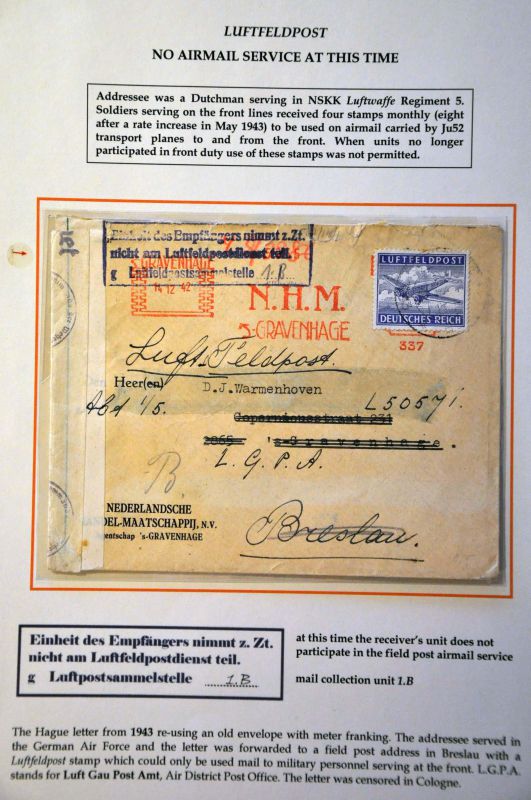 LUFTFELDPOST
NO AIRMAIL SERVICE AT THIS TIME
Addressee was a Dutchman serving in NSKK Luftwaffe Regiment 5.
Soldiers serving on the front lines received four stamps monthly (eight
after a rate increase in May 1943) to be used on airmail carried by Ju52
transport planes to and from the front. When units no longer
participated in front duty use of these stamps was not permitted.
Einheit des Empfängers nimmt z. Zt.
nicht am Luftfeldpostdienst teil.
g Luftfeldpostsammelstelle 1.B
'S-GRAVENHAGE
14 12 42
N.H.M.
'S-GRAVENHAGE
LUFTFELDPOST
DEUTSCHES REICH
337
Luft-Feldpost.
Heer(en) D.J.Warmenhoven
Abt 1/5. L50571.
's-Gravenhage.
L.G.P.A.
B.
NEDERLANDSCHE
ANDEL-MAATSCHAPPIJ, N.V.
entschap 's-GRAVENHAGE
Breslau.
Einheit des Empfängers nimmt z. Zt.
nicht am Luftfeldpostdienst teil.
g Luftpostsammelstelle 1.B
at this time the receiver's unit does not
participate in the field post airmail service
mail collection unit 1.B
The Hague letter from 1943 re-using an old envelope with meter franking. The addressee served in
the German Air Force and the letter was forwarded to a field post address in Breslau with a
Luftfeldpost stamp which could only be used mail to military personnel serving at the front. L.G.P.A.
stands for Luft Gau Post Amt, Air District Post Office. The letter was censored in Cologne.